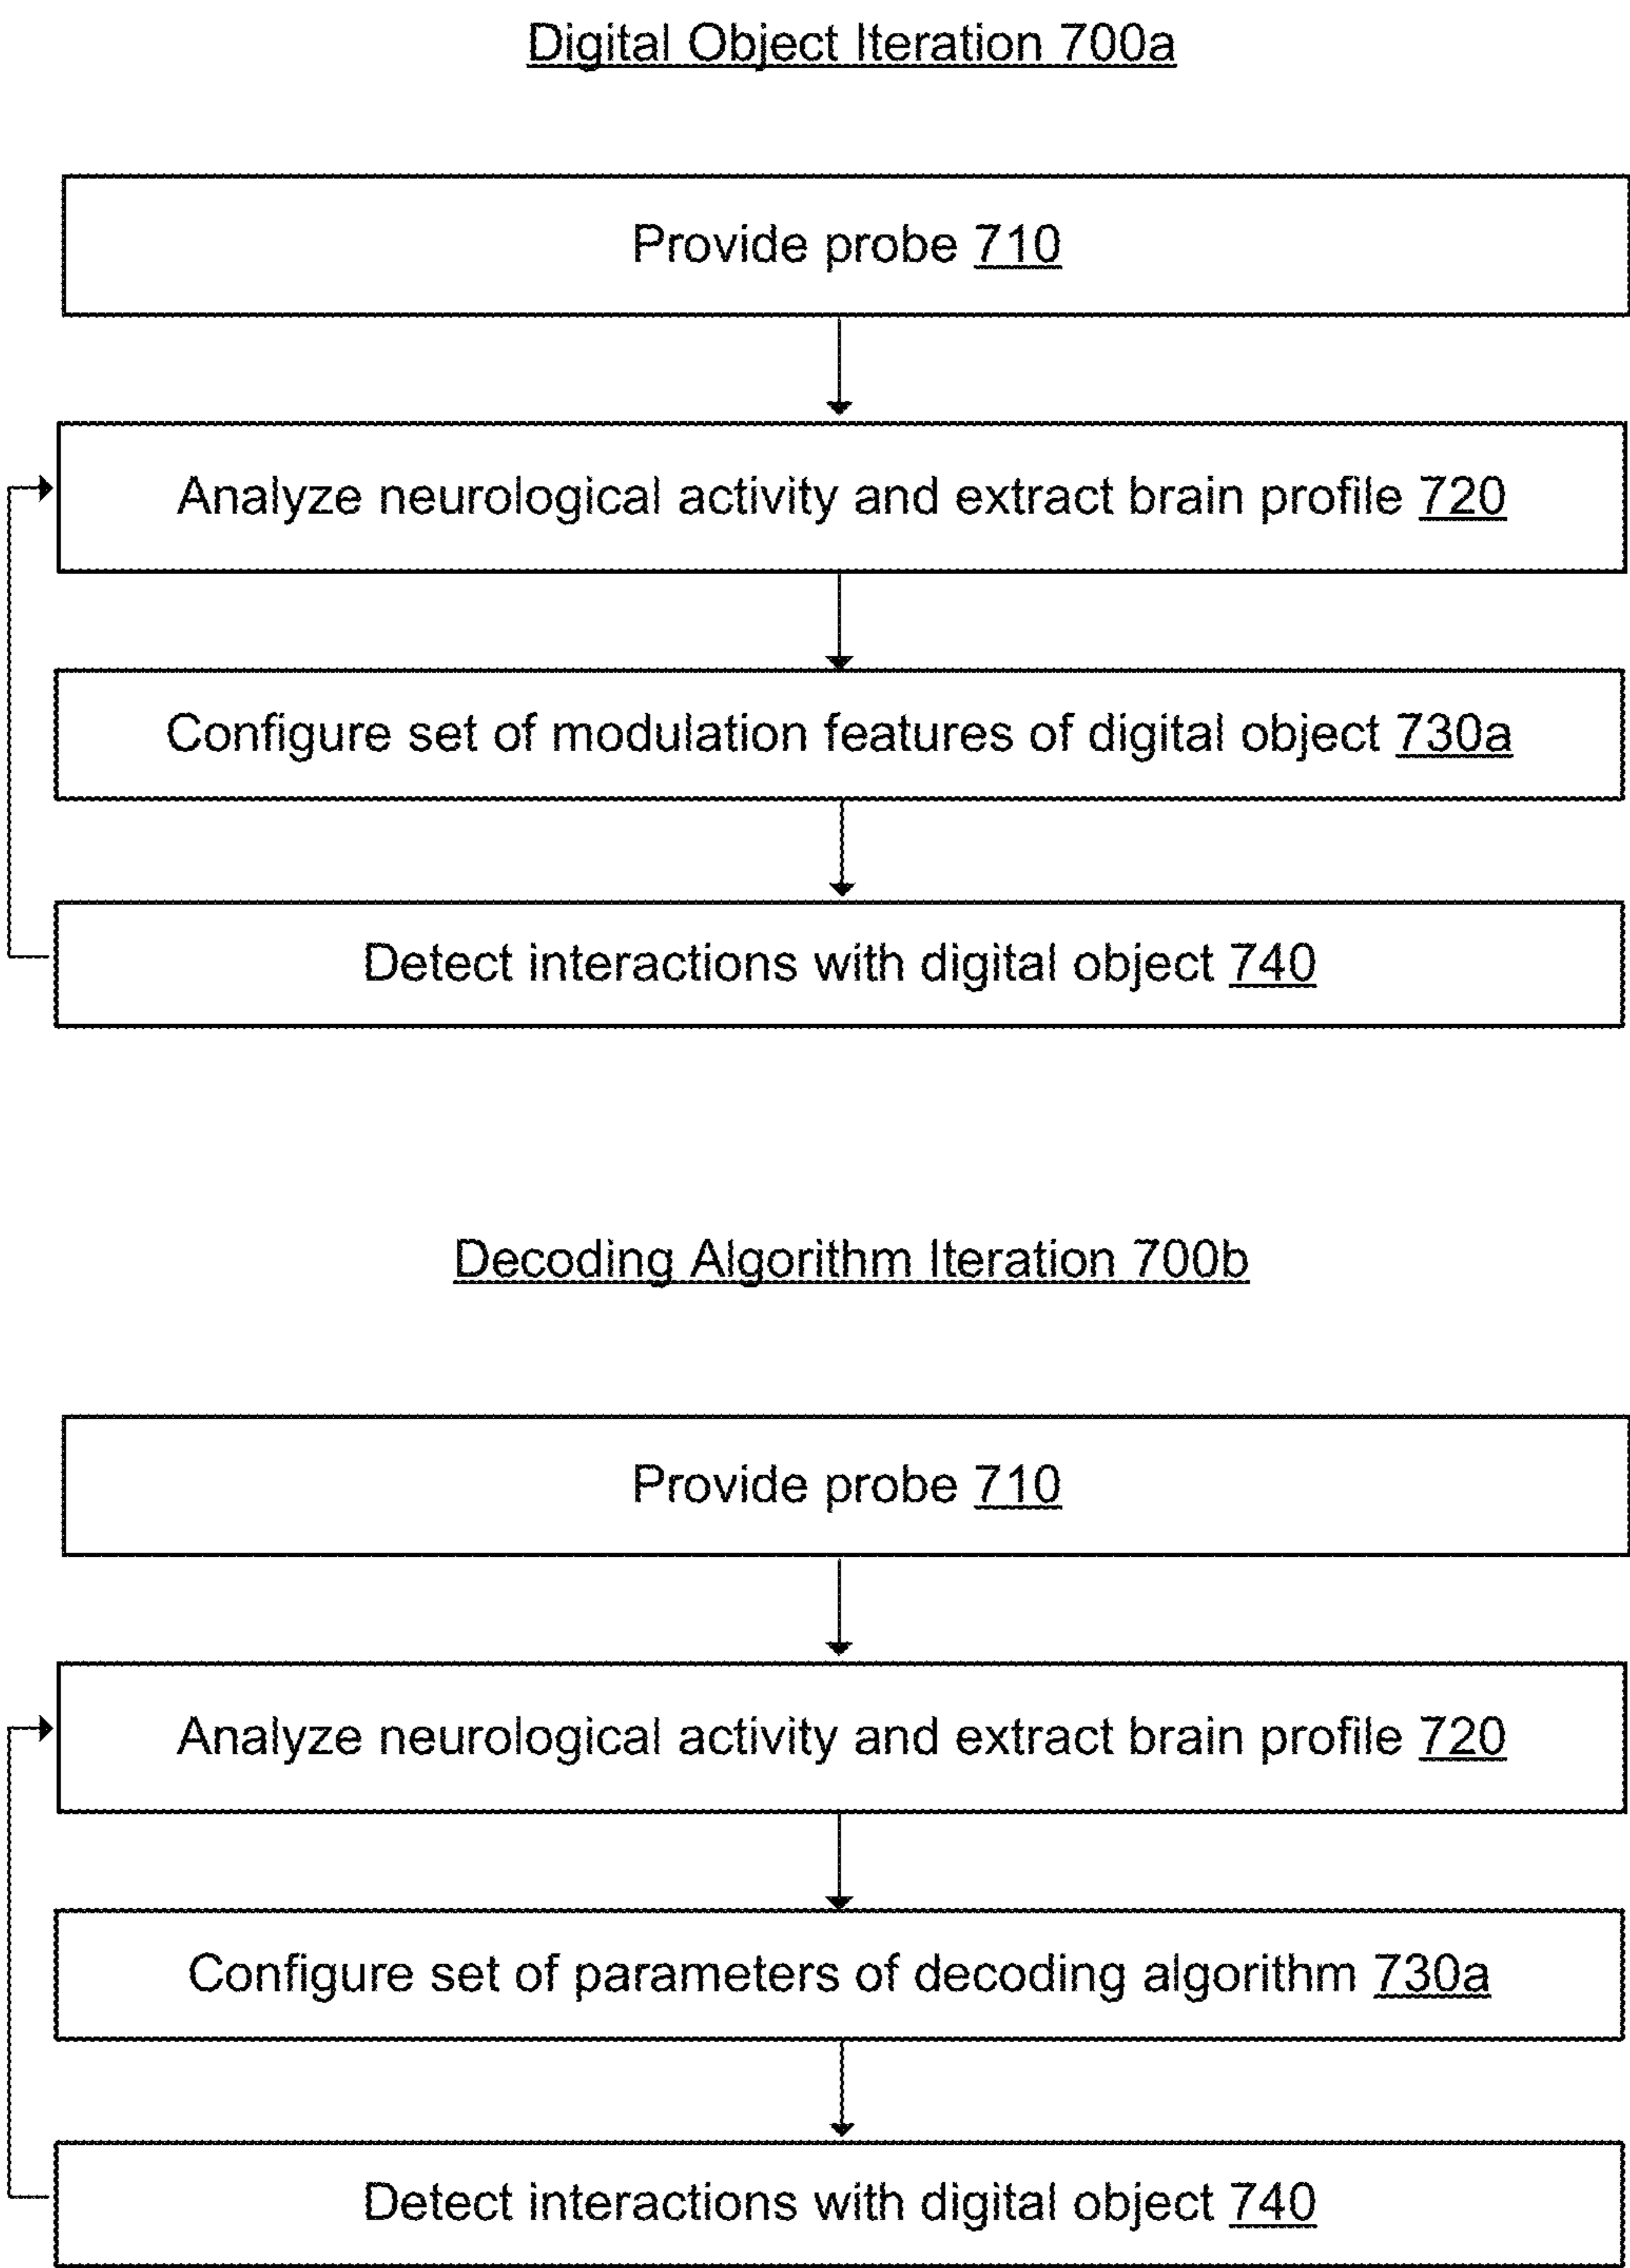 Digital Object Iteration 700a
Provide probe 710
Analyze neurological activity and extract brain profile 720
Configure set of modulation features of digital object 730a
Detect interactions with digital object 740
Decoding Algorithm Iteration 700b
Provide probe 710
Analyze neurological activity and extract brain profile 720
Configure set of parameters of decoding algorithm 730a
Detect interactions with digital object 740